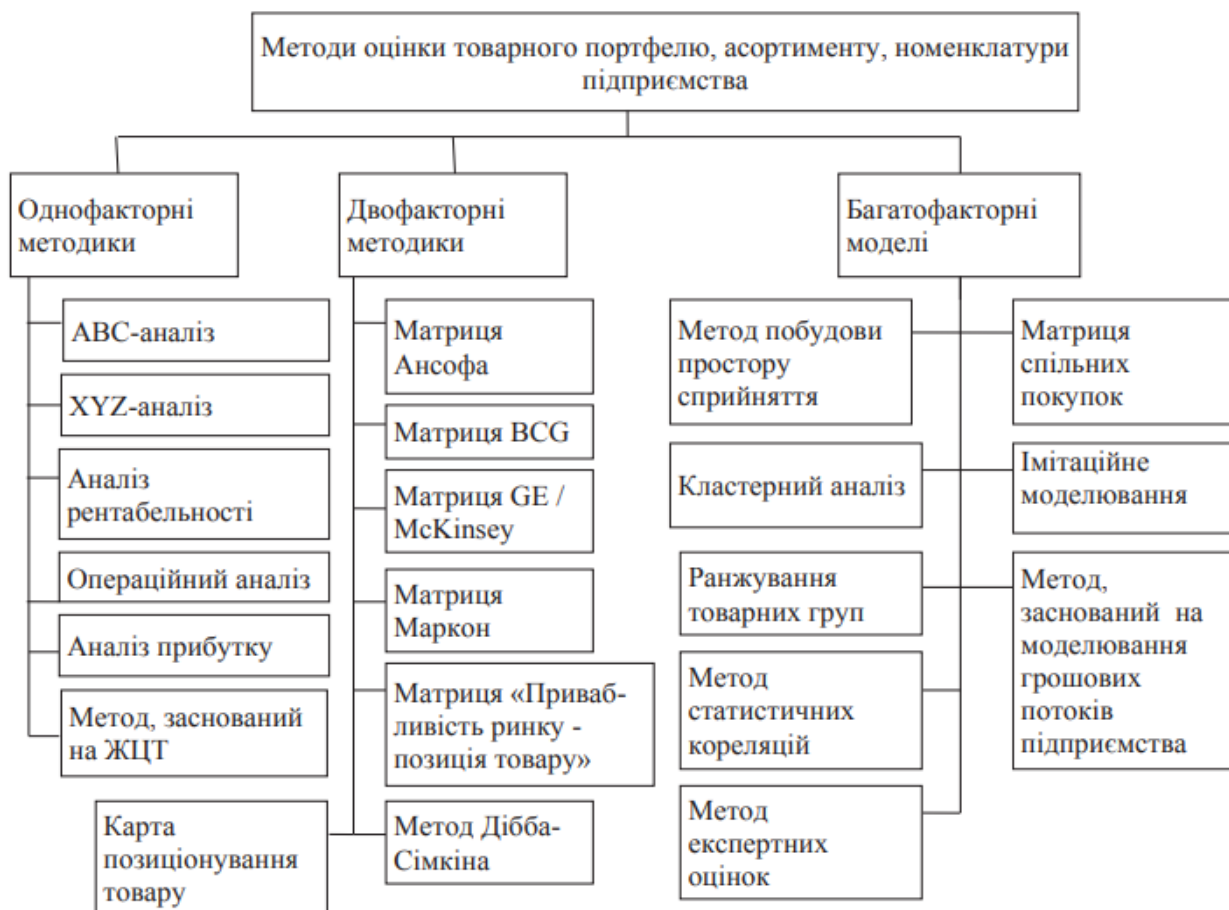 Методи оцінки товарного портфелю, асортименту, номенклатури
підприємства
Однофакторні
методики
ABC-аналіз
XYZ-аналіз
Аналіз
рентабельності
Операційний аналіз
Аналіз прибутку
Метод, заснований
на ЖЦТ
Двофакторні
методики
Матриця
Ансофа
Матриця BCG
Матриця GE /
McKinsey
Матриця
Маркон
Матриця «Приваб-
ливість ринку -
позиція товару»
Метод Дібба-
Сімкіна
Карта
позиціонування
товару
Багатофакторні
моделі
Метод побудови
простору
сприйняття
Кластерний аналіз
Ранжування
товарних груп
Метод
статистичних
кореляцій
Метод
експертних
оцінок
Матриця
спільних
покупок
Імітаційне
моделювання
Метод,
заснований на
моделювання
грошових
потоків
підприємства